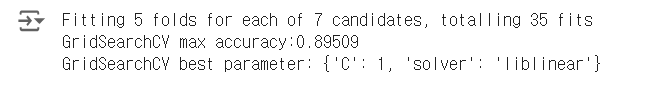 Fitting 5 folds for each of 7 candidates, totalling 35 fits
GridSearchCV max accuracy:0.89509
GridSearchCV best parameter: {'C': 1, 'solver': 'liblinear'}